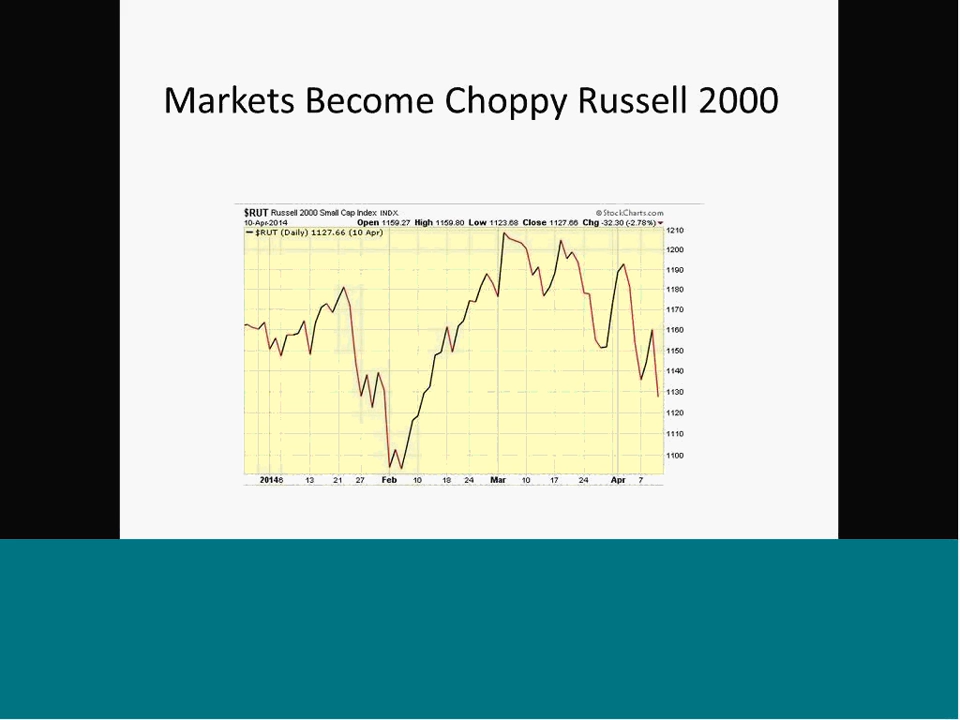 Markets Become Choppy Russell 2000
$RUT Russell 2000 Small Cap Index INDX © StockCharts.com
10-Apr-2014 Open 1159.27 High 1159.80 Low 1123.68 Close 1127.66 Chg -32.30 (-2.78%)
$RUT (Daily) 1127.66 (10 Apr)
1210
1200
1190
1180
1170
1160
1150
1140
1130
1120
1110
1100
2014 6 13 21 27 Feb 10 18 24 Mar 10 17 24 Apr 7